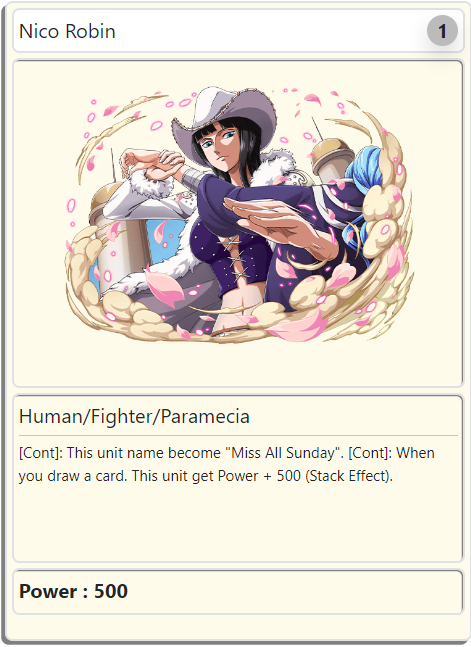 Nico Robin
1
Human/Fighter/Paramecia
[Cont]: This unit name become "Miss All Sunday". [Cont]: When
you draw a card. This unit get Power + 500 (Stack Effect).
Power : 500